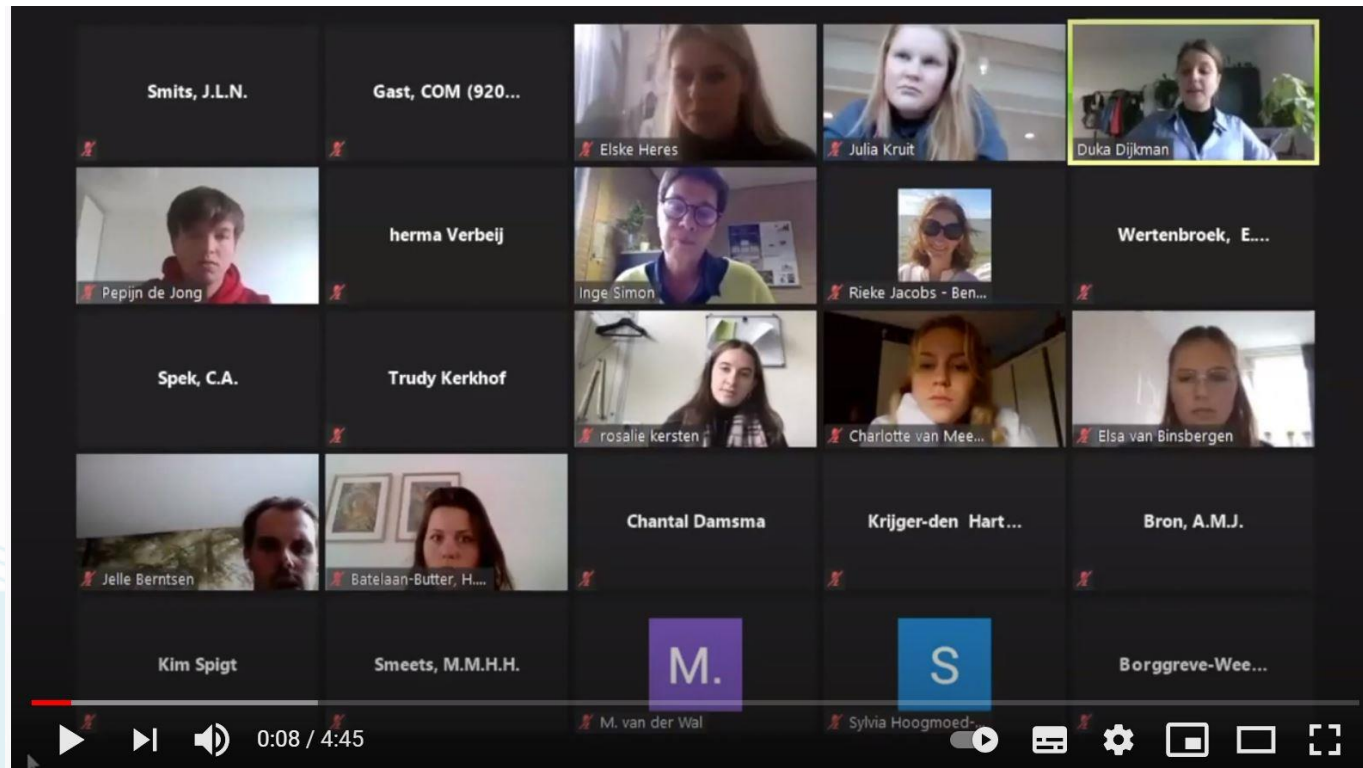 Smits, J.L.N.
Gast, COM (920...
Elske Heres
Julia Kruit
Duka Dijkman
Pepijn de Jong
herma Verbeij
Inge Simon
Rieke Jacobs - Ben...
Wertenbroek, E....
Spek, C.A.
Trudy Kerkhof
rosalie kersten
Charlotte van Mee...
Elsa van Binsbergen
Jelle Berntsen
Batelaan-Butter, H....
Chantal Damsma
Krijger-den Hart...
Bron, A.M.J.
Kim Spigt
Smeets, M.M.H.H.
M.
M. van der Wal
S
Sylvia Hoogmoed-...
Borggreve-Wee...
0:08 / 4:45